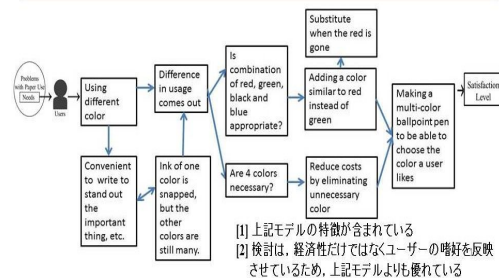 Problems
with Paper Use
Needs
Users
Using
different
color
Convenient
to write to
stand out
the
important
thing, etc.
Difference
in usage
comes out
Ink of one
color is
snapped,
but the
other
colors are
still many.
Is
combination
of red, green,
black and
blue
appropriate?
Are 4 colors
necessary?
Substitute
when the red is
gone
Adding a color
similar to red
instead of
green
Reduce costs
by eliminating
unnecessary
color
Making a
multi-color
ballpoint pen
to be able to
choose the
color a user
likes
Satisfaction
Level
[1] 上記モデルの特徴が含まれている
[2] 検討は，経済性だけではなくユーザーの嗜好を反映
させているため，上記モデルよりも優れている